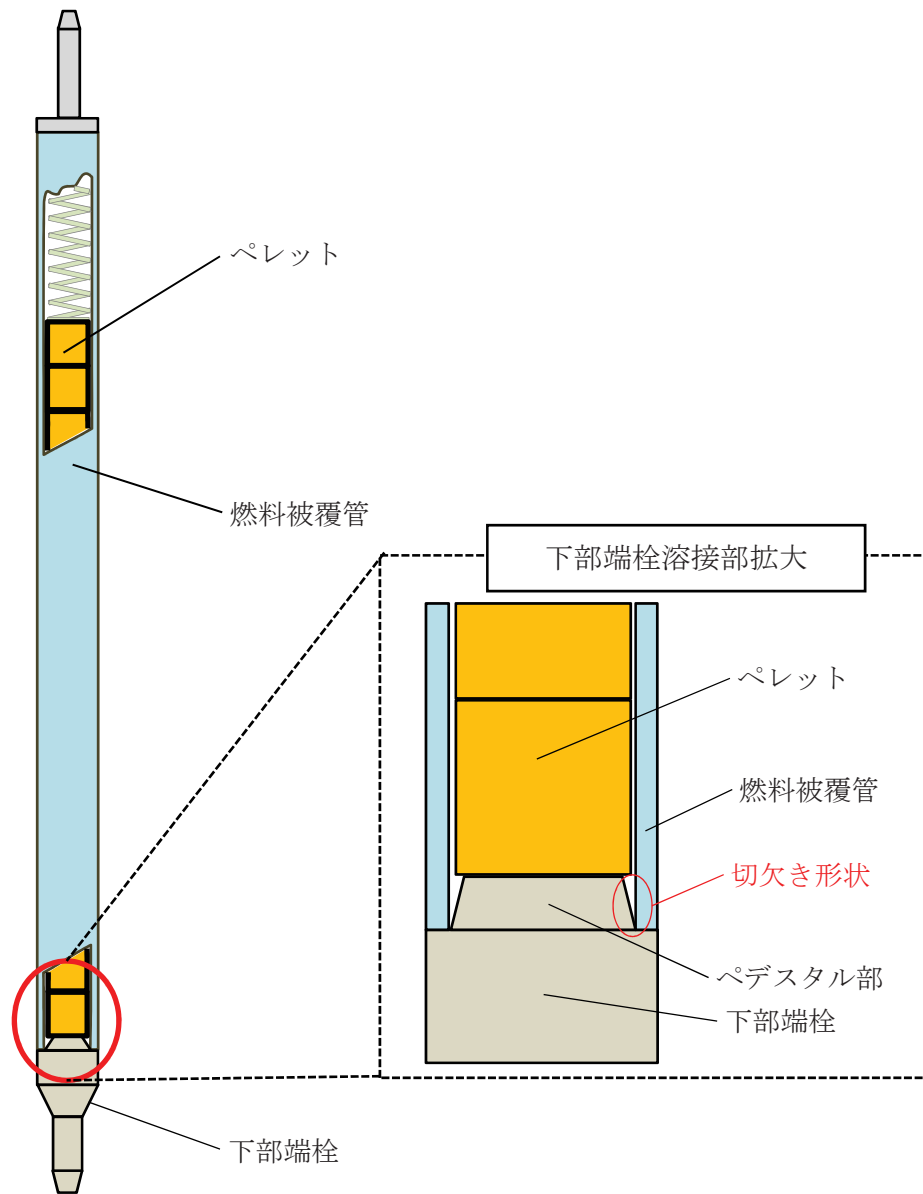 ペレット
燃料被覆管
下部端栓溶接部拡大
ペレット
燃料被覆管
切欠き形状
ペデスタル部
下部端栓
下部端栓